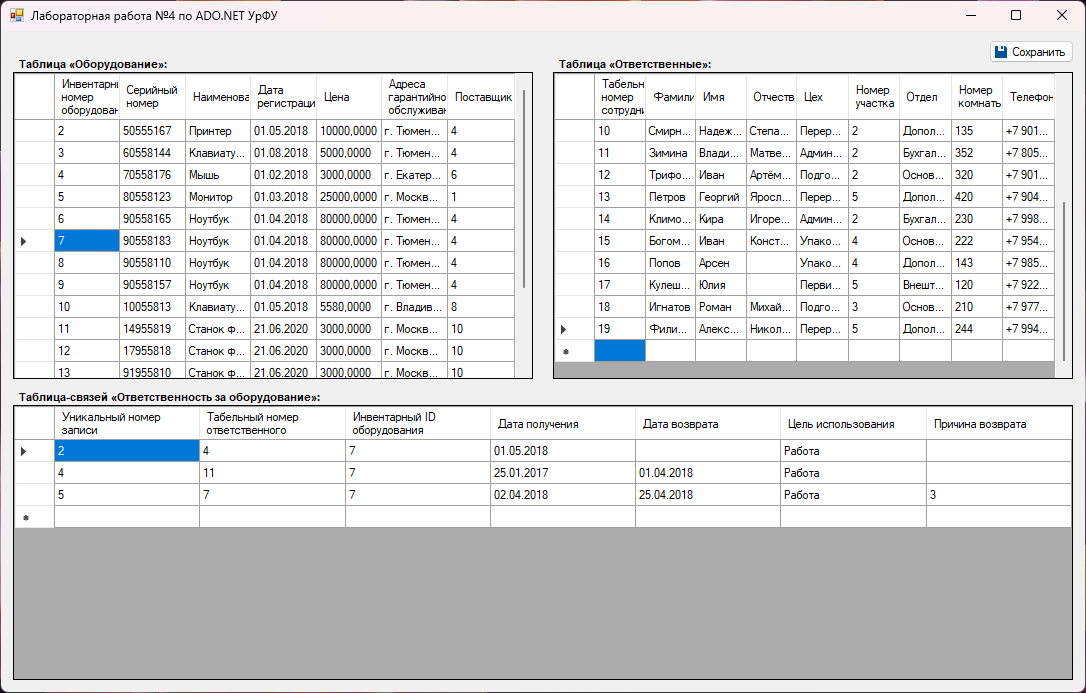 Лабораторная работа №4 по ADO.NET УрФУ
Сохранить
Таблица «Оборудование»:
Инвентарн номер оборудован Серийный номер Наименова Дата регистраци Цена Адреса гарантийно обслуживан Поставщик
2 50555167 Принтер 01.05.2018 10000,0000 г. Тюмен... 4
3 60558144 Клавиату... 01.08.2018 5000,0000 г. Тюмен... 4
4 70558176 Мышь 01.02.2018 3000,0000 г. Екатер... 6
5 80558123 Монитор 01.03.2018 25000,0000 г. Москв... 1
6 90558165 Ноутбук 01.04.2018 80000,0000 г. Тюмен... 4
7 90558183 Ноутбук 01.04.2018 80000,0000 г. Тюмен... 4
8 90558110 Ноутбук 01.04.2018 80000,0000 г. Тюмен... 4
9 90558157 Ноутбук 01.04.2018 80000,0000 г. Тюмен... 4
10 10055813 Клавиату... 01.05.2018 5580,0000 г. Владив... 8
11 14955819 Станок ф... 21.06.2020 3000,0000 г. Москв... 10
12 17955818 Станок ф... 21.06.2020 3000,0000 г. Москв... 10
13 91955810 Станок ф... 21.06.2020 3000,0000 г. Москв... 10
Таблица «Ответственные»:
Табельн номер сотрудни Фамили Имя Отчеств Цех Номер участка Отдел Номер комнать Телефон
10 Смирн... Надеж... Степа... Перер... 2 Допол... 135 +7 901...
11 Зимина Влади... Матве... Админ... 2 Бухгал... 352 +7 805...
12 Трифо... Иван Артём... Подго... 2 Основ... 320 +7 901...
13 Петров Георгий Яросл... Перер... 5 Допол... 420 +7 904...
14 Климо... Кира Игоре... Админ... 2 Бухгал... 230 +7 998...
15 Богом... Иван Конст... Упако... 4 Основ... 222 +7 954...
16 Попов Арсен Упако... 4 Допол... 143 +7 985...
17 Кулеш... Юлия Перви... 5 Внешт... 120 +7 922...
18 Игнатов Роман Михай... Подго... 3 Основ... 210 +7 977...
19 Фили... Алекс... Никол... Перер... 5 Допол... 244 +7 994...
Таблица-связей «Ответственность за оборудование»:
Уникальный номер записи Табельный номер ответственного Инвентарный ID оборудования Дата получения Дата возврата Цель использования Причина возврата
2 4 7 01.05.2018 Работа
4 11 7 25.01.2017 01.04.2018 Работа
5 7 7 02.04.2018 25.04.2018 Работа 3